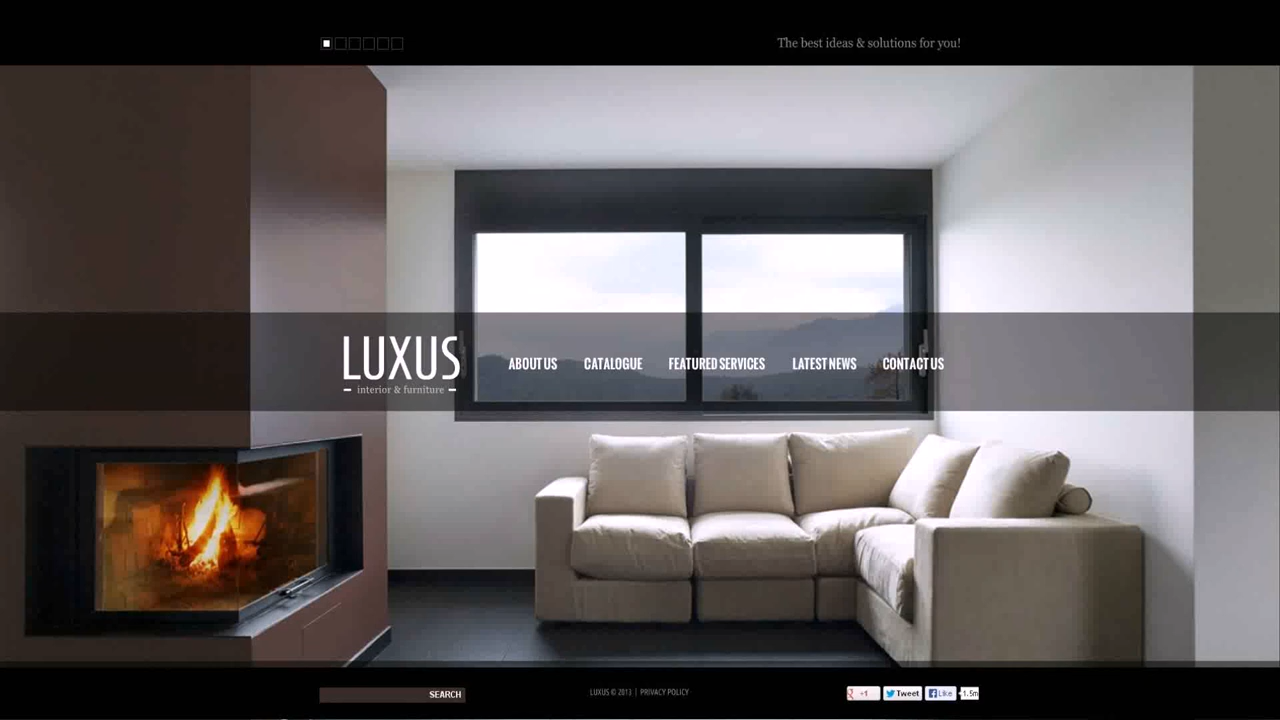 The best ideas & solutions for you!
LUXUS
interior & furniture
ABOUT US CATALOGUE FEATURED SERVICES LATEST NEWS CONTACT US
SEARCH LUXUS © 2013 | PRIVACY POLICY +1 Tweet Like 1.5m